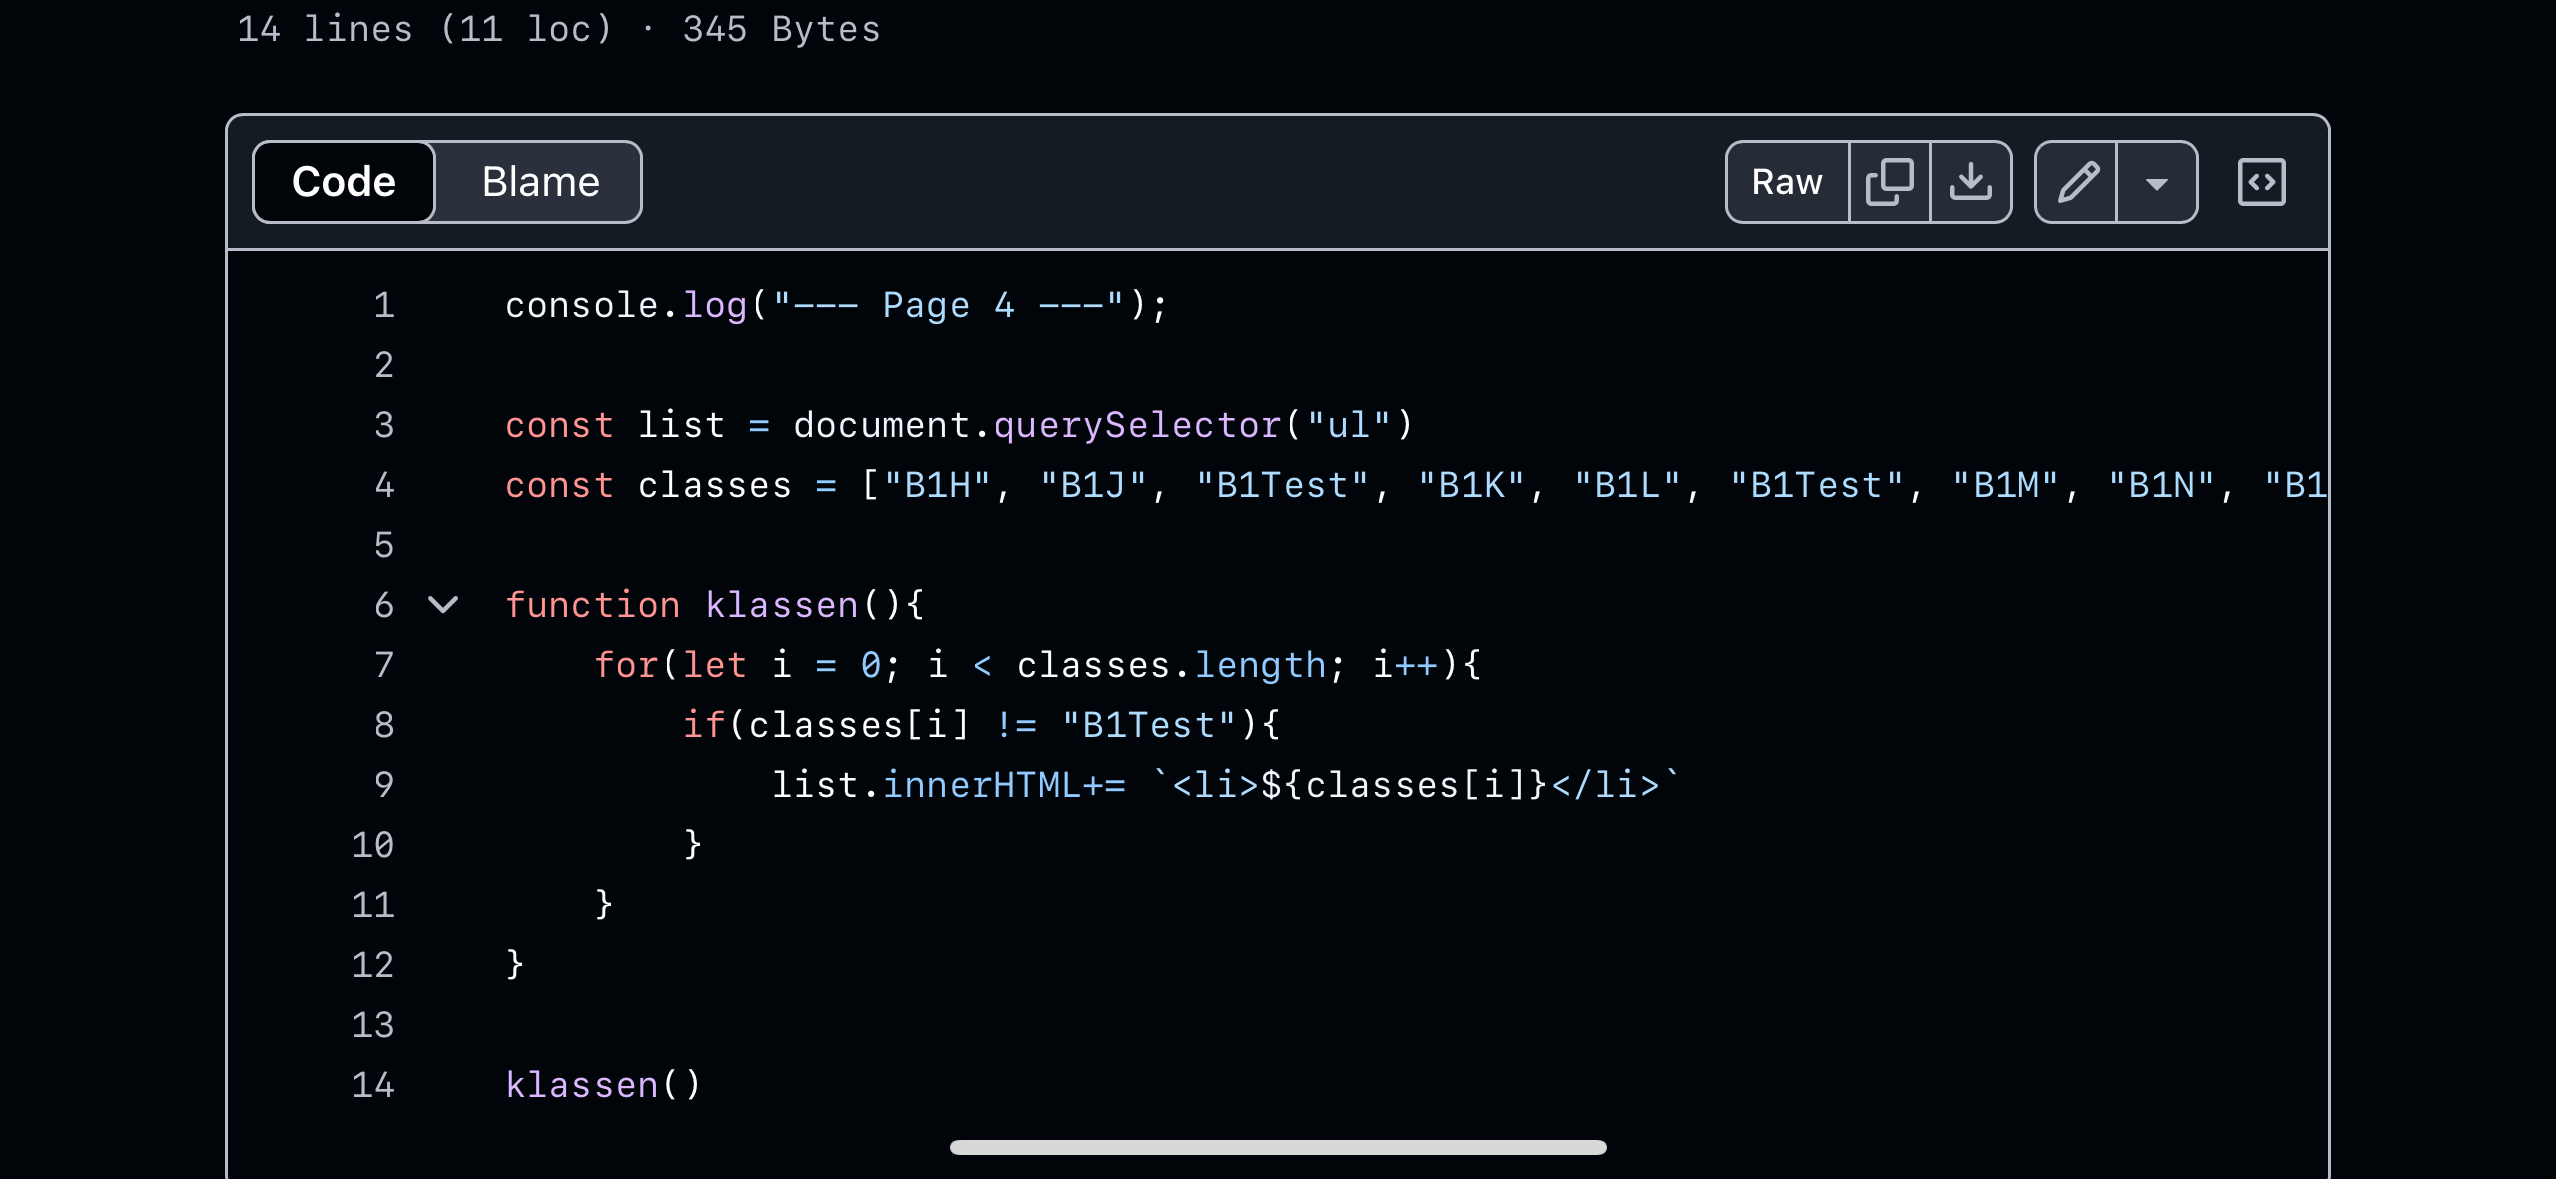 14 lines (11 loc) · 345 Bytes
Code Blame Raw
1 console.log("--- Page 4 ---");
2
3 const list = document.querySelector("ul")
4 const classes = ["B1H", "B1J", "B1Test", "B1K", "B1L", "B1Test", "B1M", "B1N", "B1
5
6 function klassen(){
7     for(let i = 0; i < classes.length; i++){
8         if(classes[i] != "B1Test"){
9             list.innerHTML+= `<li>${classes[i]}</li>`
10         }
11     }
12 }
13
14 klassen()